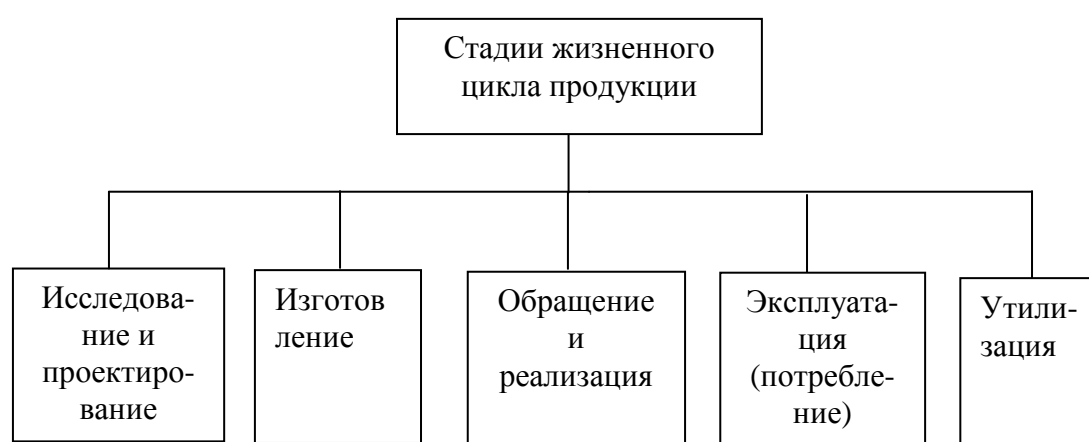 Стадии жизненного
цикла продукции
Исследова-
ние и
проектиро-
вание
Изготов
ление
Обращение
и
реализация
Эксплуата-
ция
(потребле-
ние)
Утили-
зация